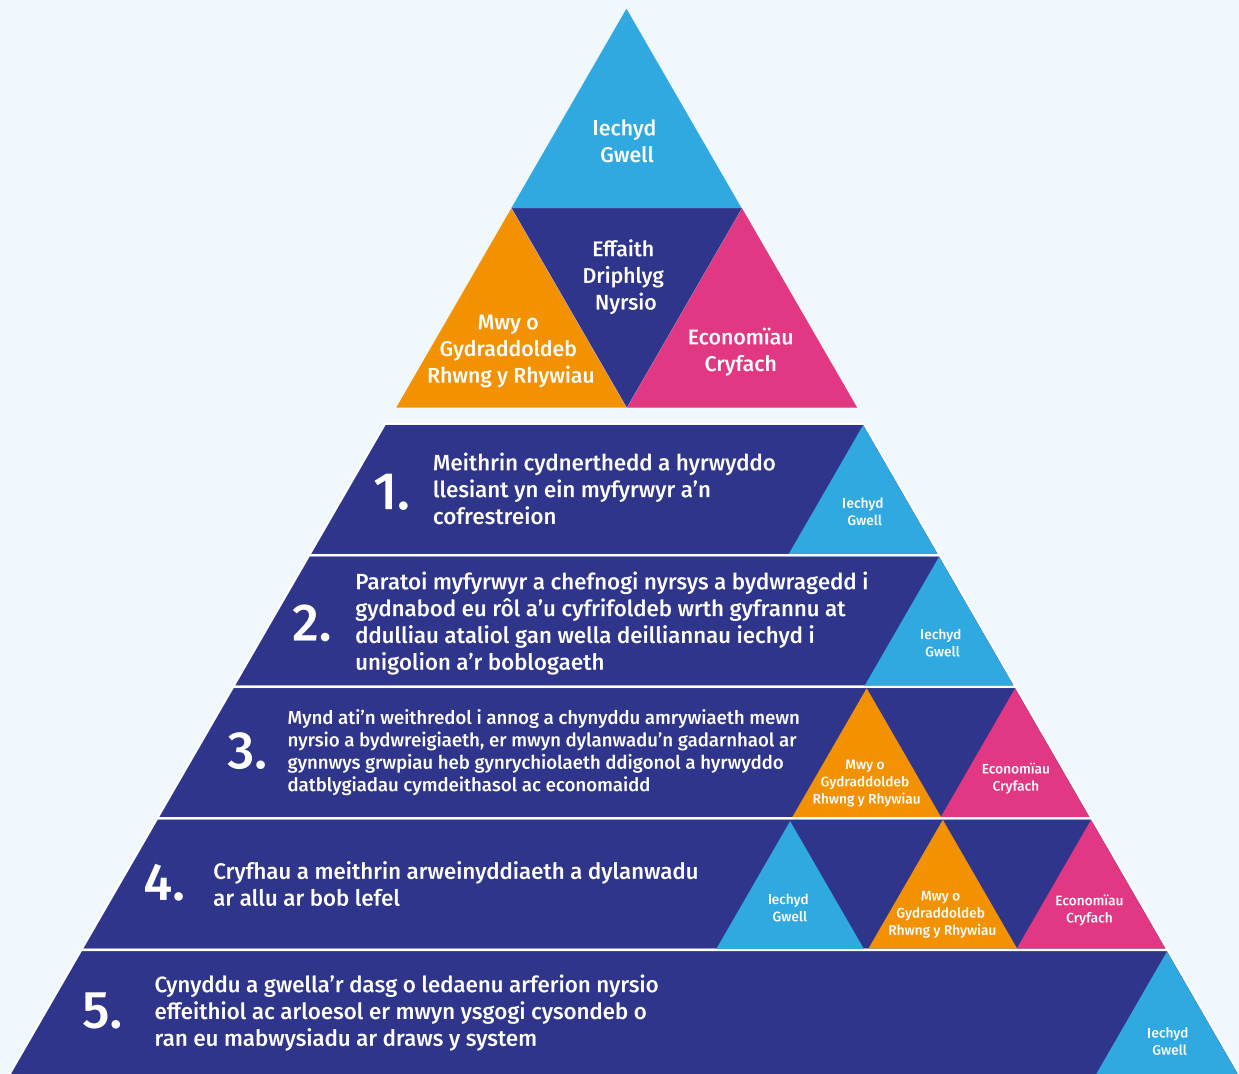 Iechyd
Gwell
Effaith
Driphlyg
Nyrsio
Mwy o
Gydraddoldeb
Rhwng y Rhywiau
Economïau
Cryfach
1.
Meithrin cydnerthedd a hyrwyddo
llesiant yn ein myfyrwyr a’n
cofrestreion
Iechyd
Gwell
2.
Paratoi myfyrwyr a chefnogi nyrsys a bydwragedd i
gydnabod eu rôl a’u cyfrifoldeb wrth gyfrannu at
ddulliau ataliol gan wella deilliannau iechyd i
unigolion a’r boblogaeth
Iechyd
Gwell
3.
Mynd ati’n weithredol i annog a chynyddu amrywiaeth mewn
nyrsio a bydwreigiaeth, er mwyn dylanwadu’n gadarnhaol ar
gynnwys grwpiau heb gynrychiolaeth ddigonol a hyrwyddo
datblygiadau cymdeithasol ac economaidd
Mwy o
Gydraddoldeb
Rhwng y Rhywiau
Economïau
Cryfach
4.
Cryfhau a meithrin arweinyddiaeth a dylanwadu
ar allu ar bob lefel
Iechyd
Gwell
Mwy o
Gydraddoldeb
Rhwng y Rhywiau
Economïau
Cryfach
5.
Cynyddu a gwella’r dasg o ledaenu arferion nyrsio
effeithiol ac arloesol er mwyn ysgogi cysondeb o
ran eu mabwysiadu ar draws y system
Iechyd
Gwell